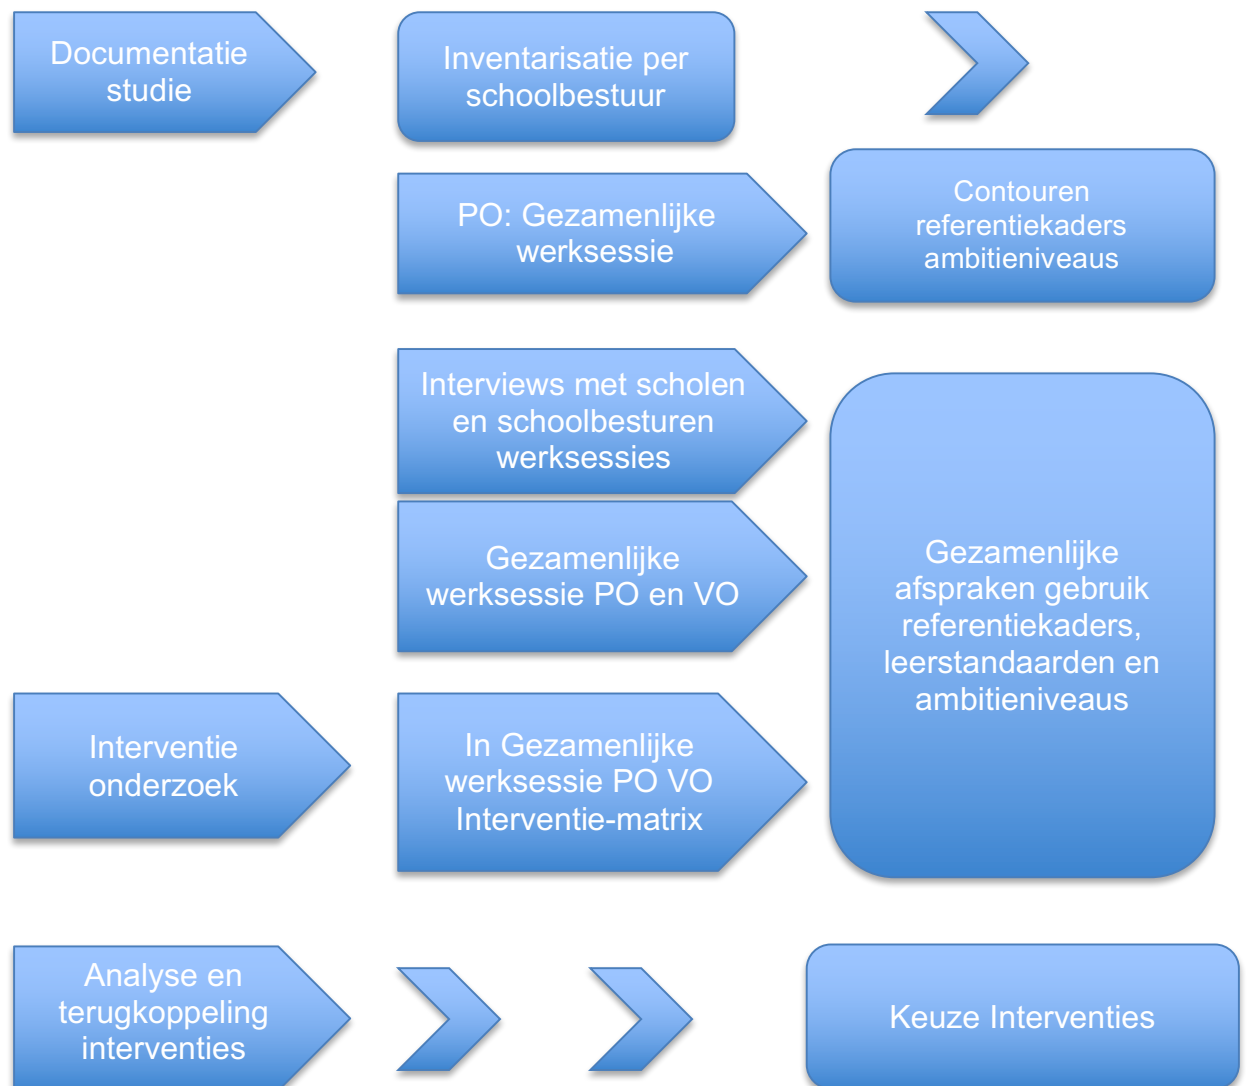 Documentatie
studie
Inventarisatie per
schoolbestuur
PO: Gezamenlijke
werksessie
Contouren
referentiekaders
ambitieniveaus
Interviews met scholen
en schoolbesturen
werksessies
Gezamenlijke
werksessie PO en VO
Gezamenlijke
afspraken gebruik
referentiekaders,
leerstandaarden en
ambitieniveaus
Interventie
onderzoek
In Gezamenlijke
werksessie PO VO
Interventie-matrix
Analyse en
terugkoppeling
interventies
Keuze Interventies